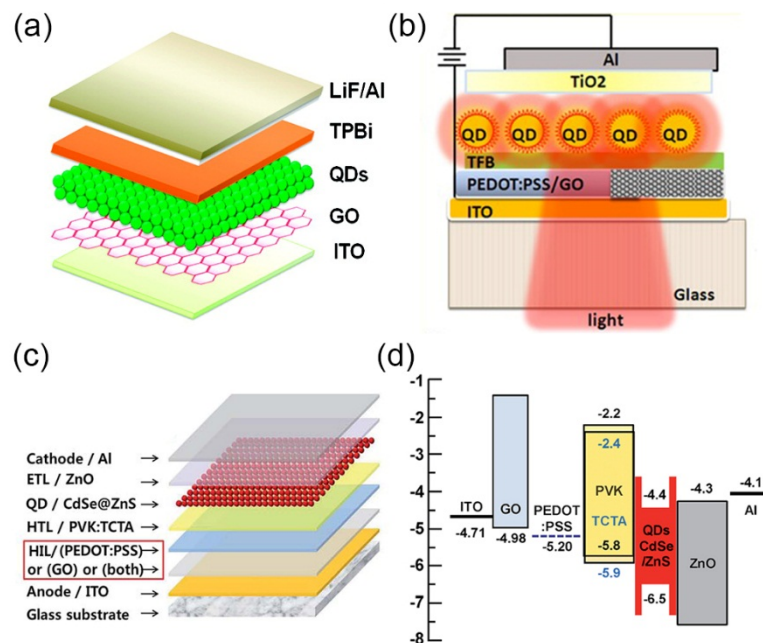 (a)
LiF/Al
TPBi
QDs
GO
ITO
(b)
Al
TiO2
QD QD QD QD QD
TFB
PEDOT:PSS/GO
ITO
Glass
light
(c)
Cathode / Al
ETL / ZnO
QD / CdSe@ZnS
HTL / PVK:TCTA
HIL/ (PEDOT:PSS)
or (GO) or (both)
Anode / ITO
Glass substrate
(d)
-1
-2
-3
-4
-5
-6
-7
-8
ITO
-4.71
GO
-4.98
PEDOT
:PSS
-5.20
-2.2
-2.4
PVK
TCTA
-5.8
-5.9
-4.4
QDs
CdSe
/ZnS
-6.5
-4.3
ZnO
-4.1
Al